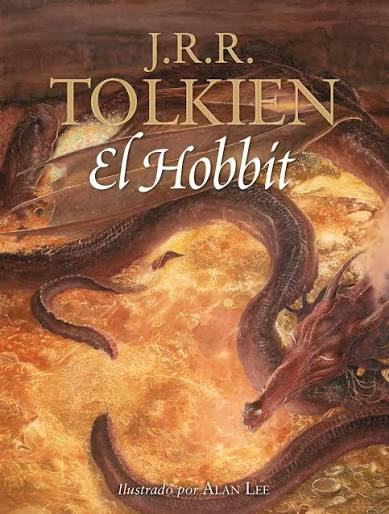 J.R.R.
TOLKIEN
El Hobbit
Ilustrado por ALAN LEE